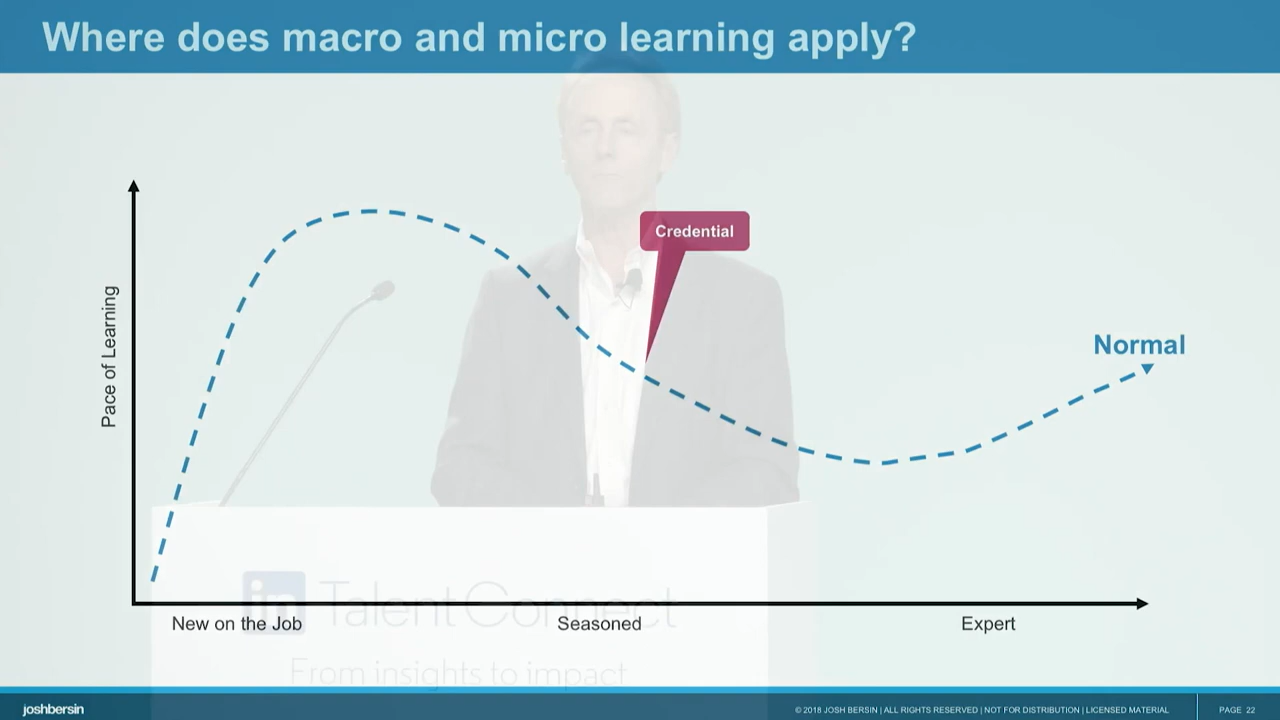 Where does macro and micro learning apply?
Credential
Normal
Pace of Learning
New on the Job
Seasoned
Expert
in Talent Connect
From insights to impact
joshbersin
© 2018 JOSH BERSIN | ALL RIGHTS RESERVED | NOT FOR DISTRIBUTION | LICENSED MATERIAL
PAGE 22